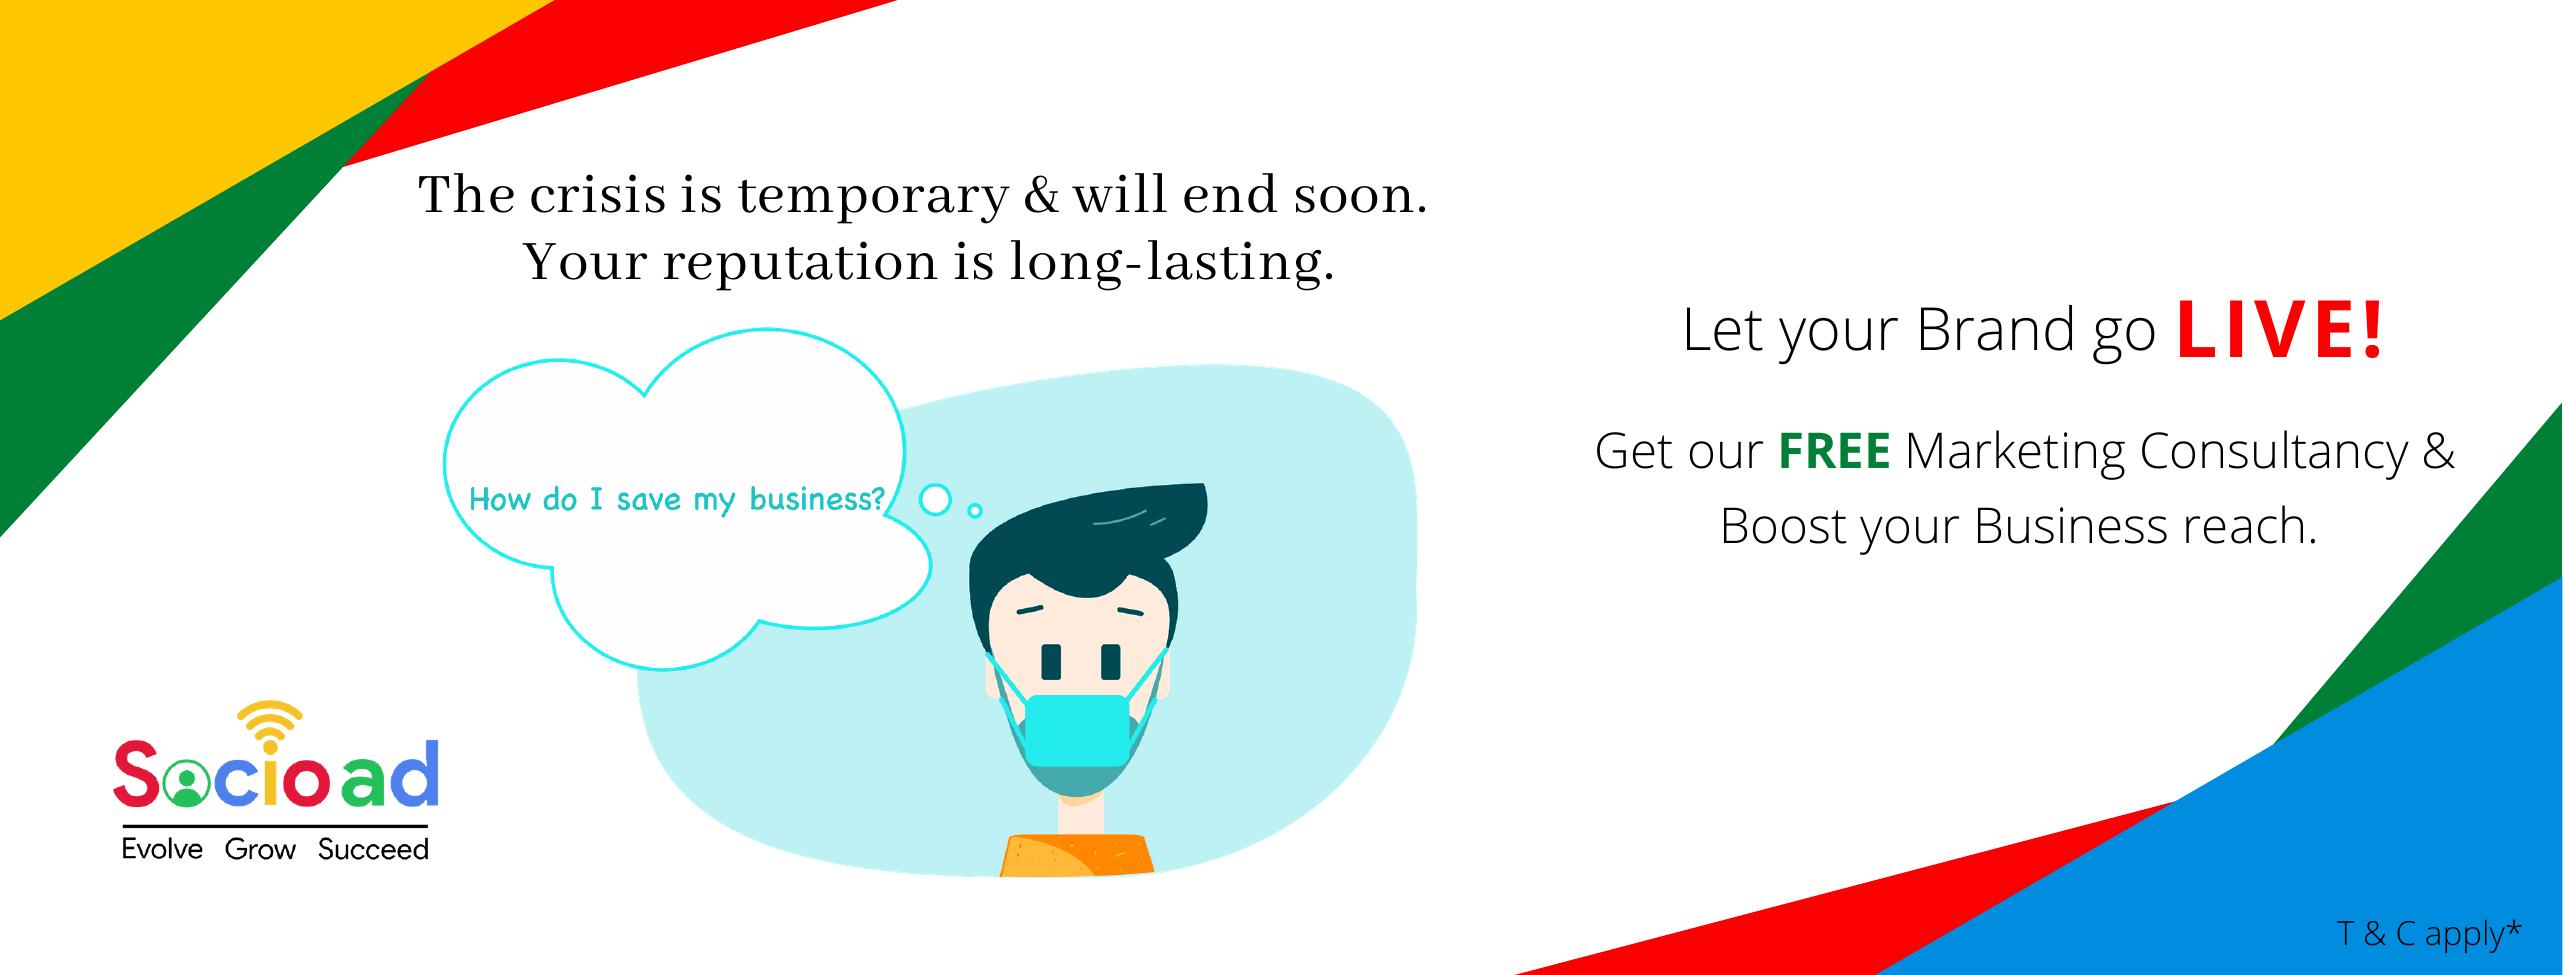 The crisis is temporary & will end soon.
Your reputation is long-lasting.
How do I save my business?
Let your Brand go LIVE!
Get our FREE Marketing Consultancy &
Boost your Business reach.
Socioad
Evolve Grow Succeed
T & C apply*